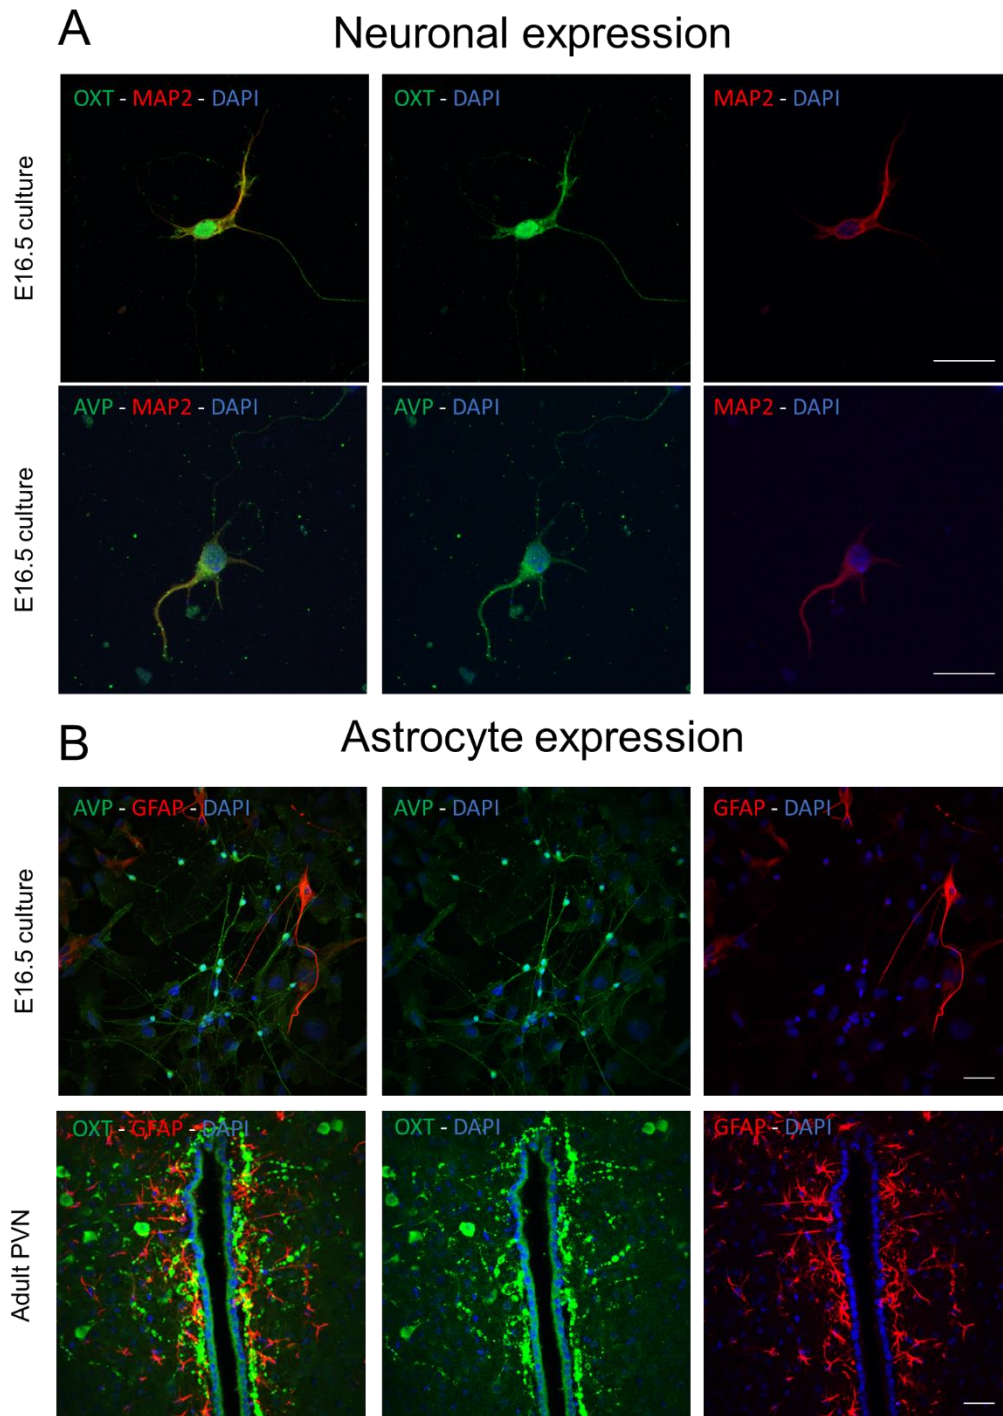 A
Neuronal expression
E16.5 culture
OXT - MAP2 - DAPI
OXT - DAPI
MAP2 - DAPI
E16.5 culture
AVP - MAP2 - DAPI
AVP - DAPI
MAP2 - DAPI
B
Astrocyte expression
E16.5 culture
AVP - GFAP - DAPI
AVP - DAPI
GFAP - DAPI
Adult PVN
OXT - GFAP - DAPI
OXT - DAPI
GFAP - DAPI